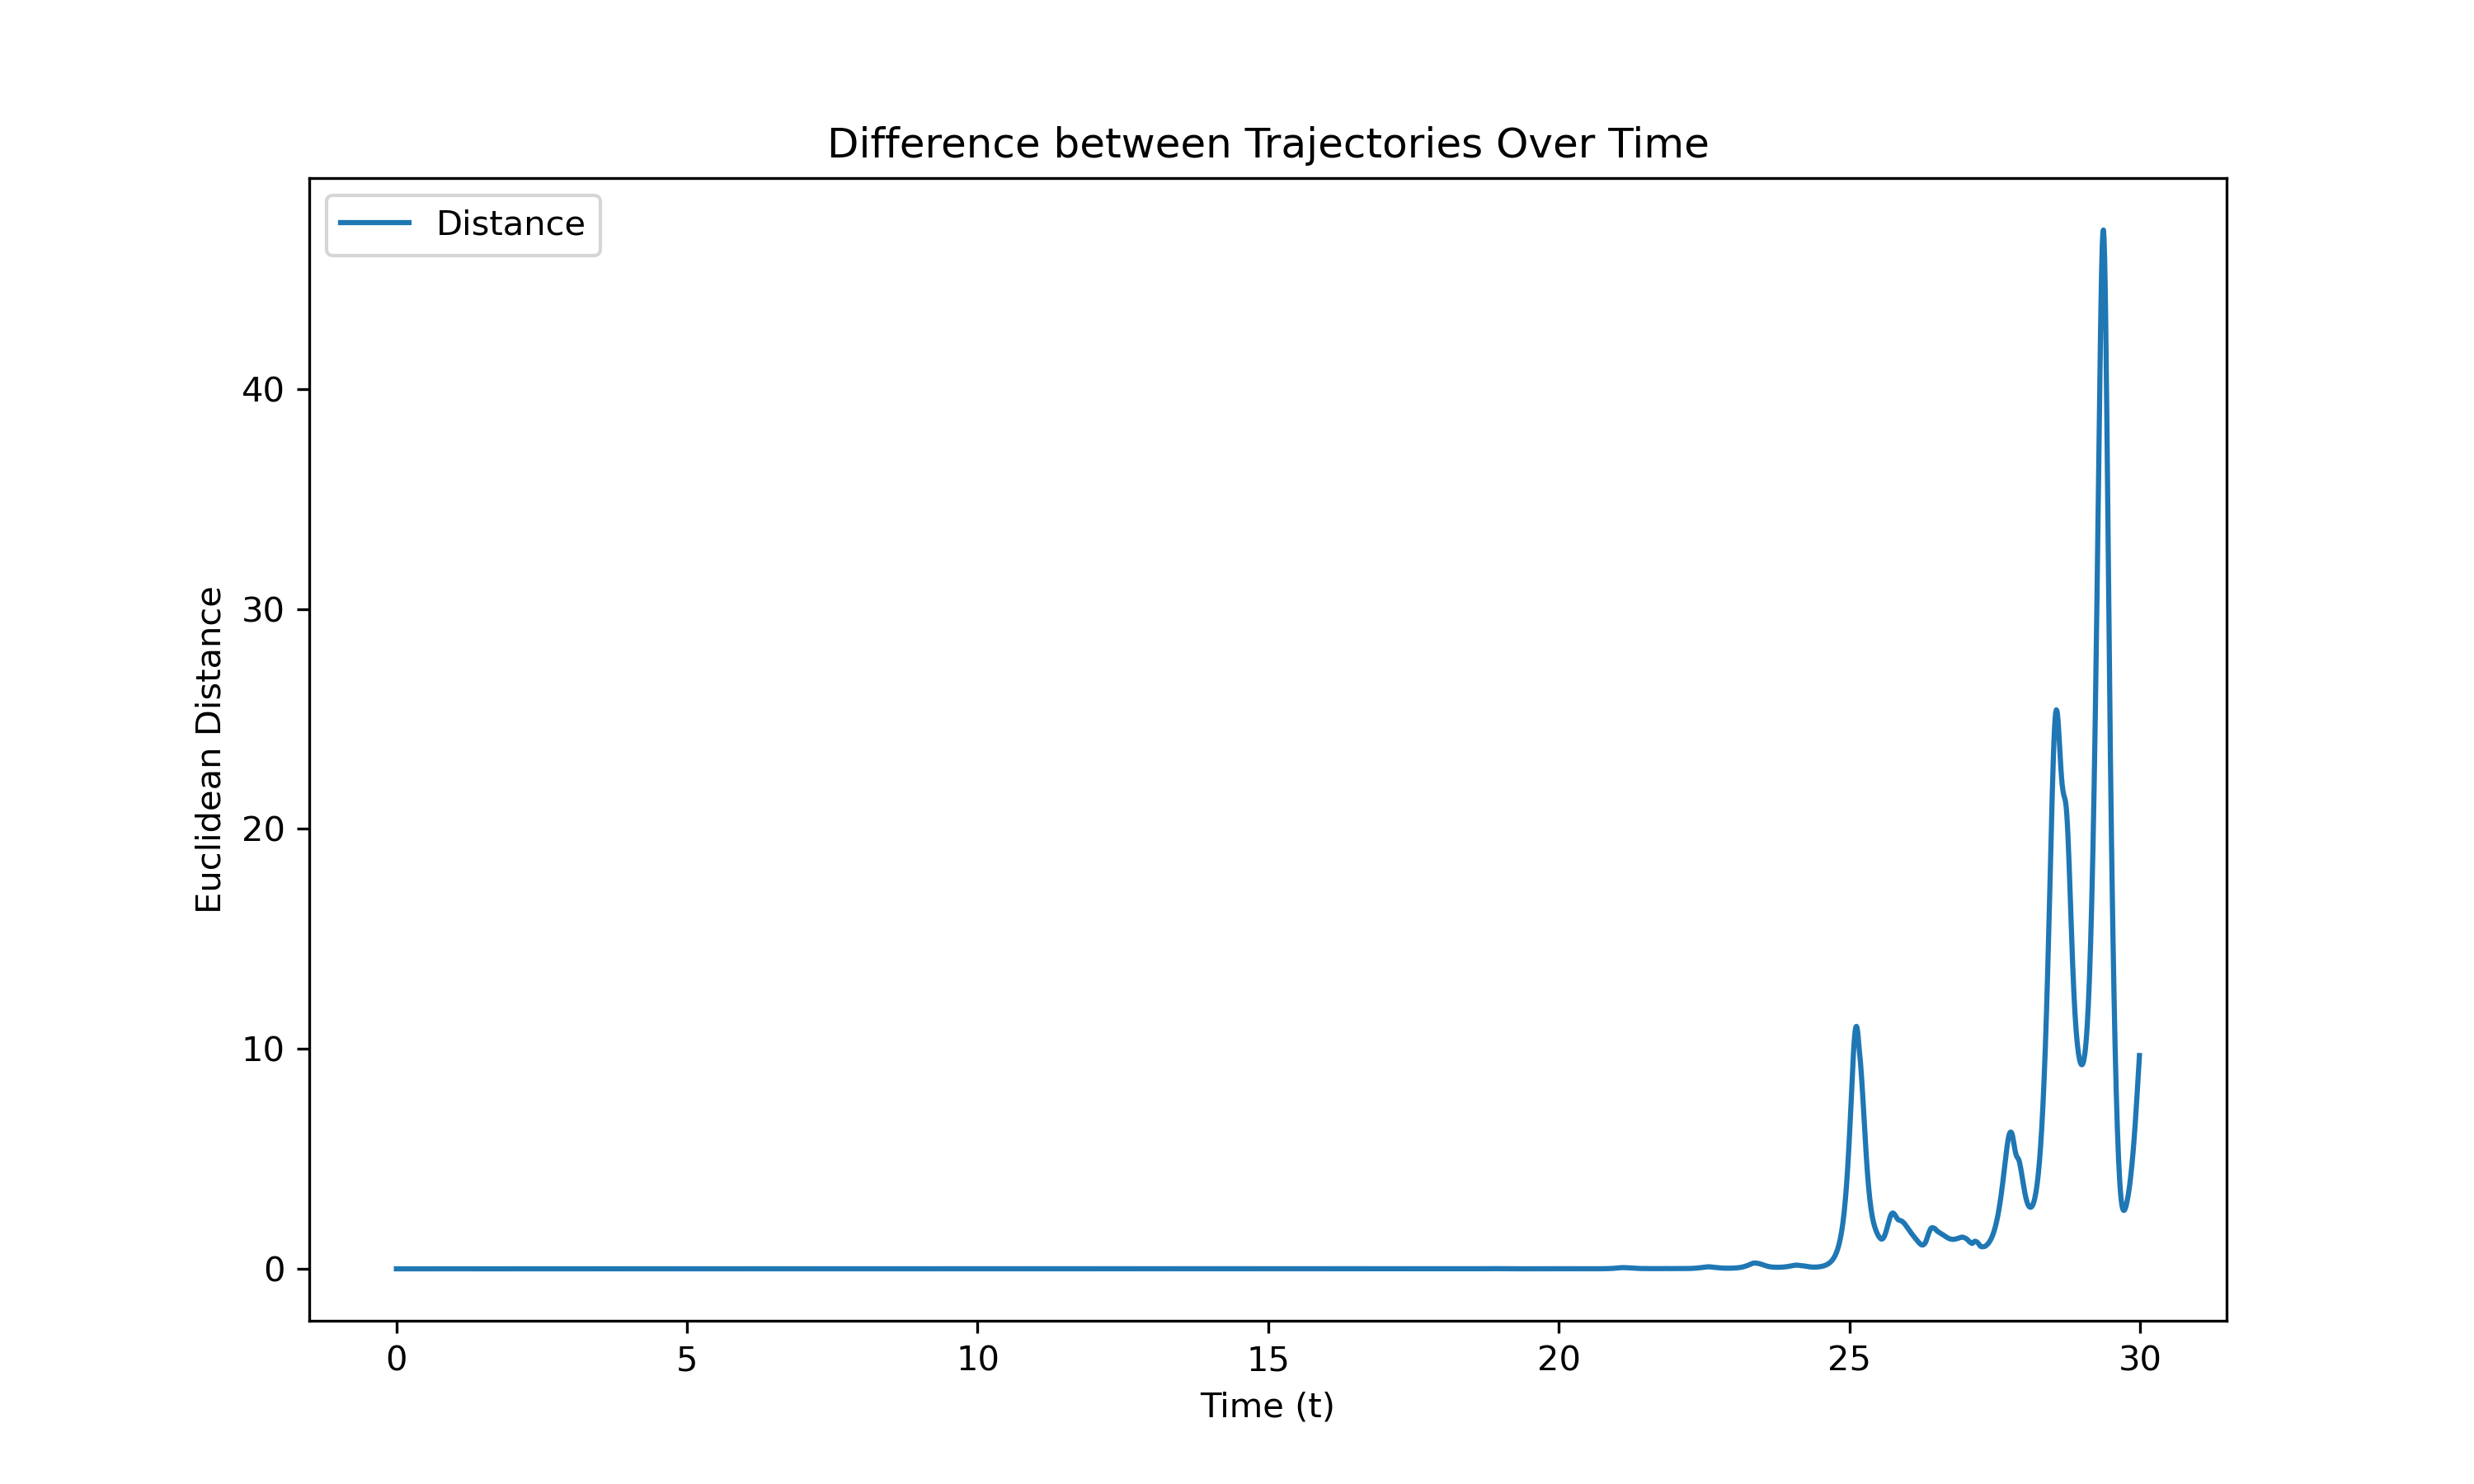 Difference between Trajectories Over Time
Distance
Euclidean Distance
40
30
20
10
0
0 5 10 15 20 25 30
Time (t)